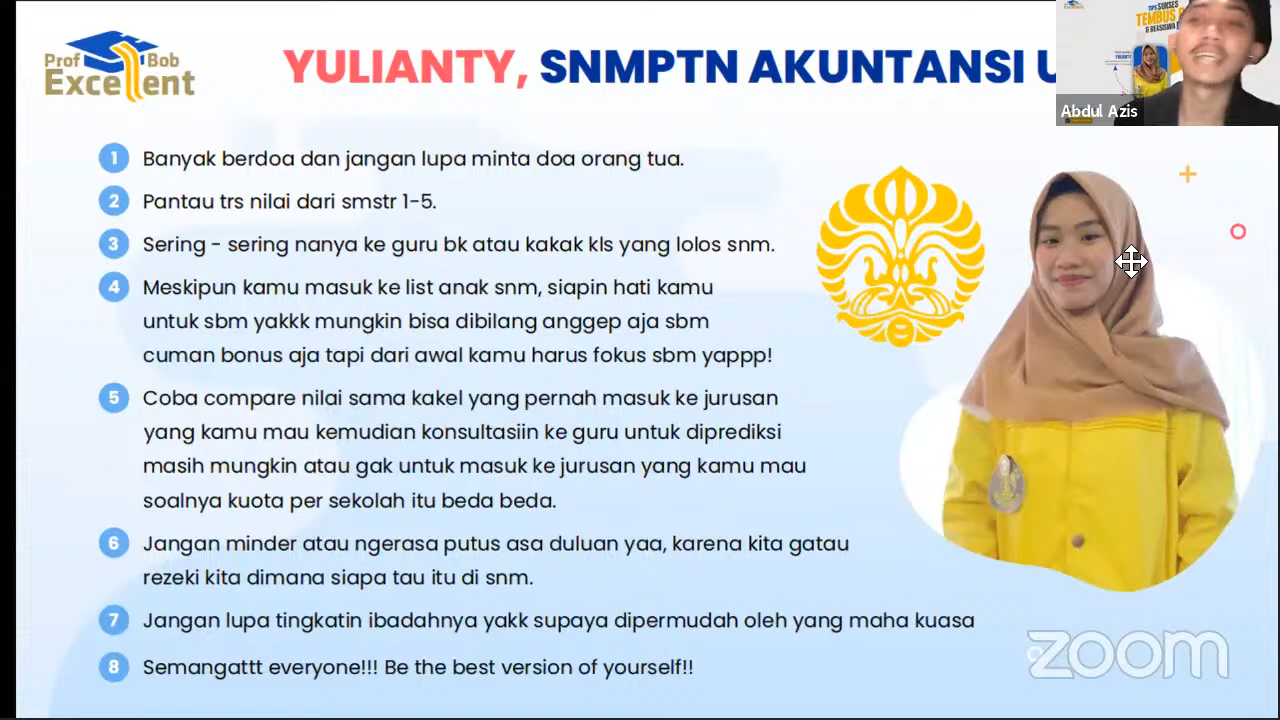 Prof Bob
Excellent
YULIANTY, SNMPTN AKUNTANSI U
TIPS SUKSES
TEMBUS
& BEASISWA
Abdul Azis
1 Banyak berdoa dan jangan lupa minta doa orang tua.
2 Pantau trs nilai dari smstr 1-5.
3 Sering - sering nanya ke guru bk atau kakak kls yang lolos snm.
4 Meskipun kamu masuk ke list anak snm, siapin hati kamu
untuk sbm yakkk mungkin bisa dibilang anggep aja sbm
cuman bonus aja tapi dari awal kamu harus fokus sbm yappp!
5 Coba compare nilai sama kakel yang pernah masuk ke jurusan
yang kamu mau kemudian konsultasiin ke guru untuk diprediksi
masih mungkin atau gak untuk masuk ke jurusan yang kamu mau
soalnya kuota per sekolah itu beda beda.
6 Jangan minder atau ngerasa putus asa duluan yaa, karena kita gatau
rezeki kita dimana siapa tau itu di snm.
7 Jangan lupa tingkatin ibadahnya yakk supaya dipermudah oleh yang maha kuasa
8 Semangattt everyone!!! Be the best version of yourself!!
zoom